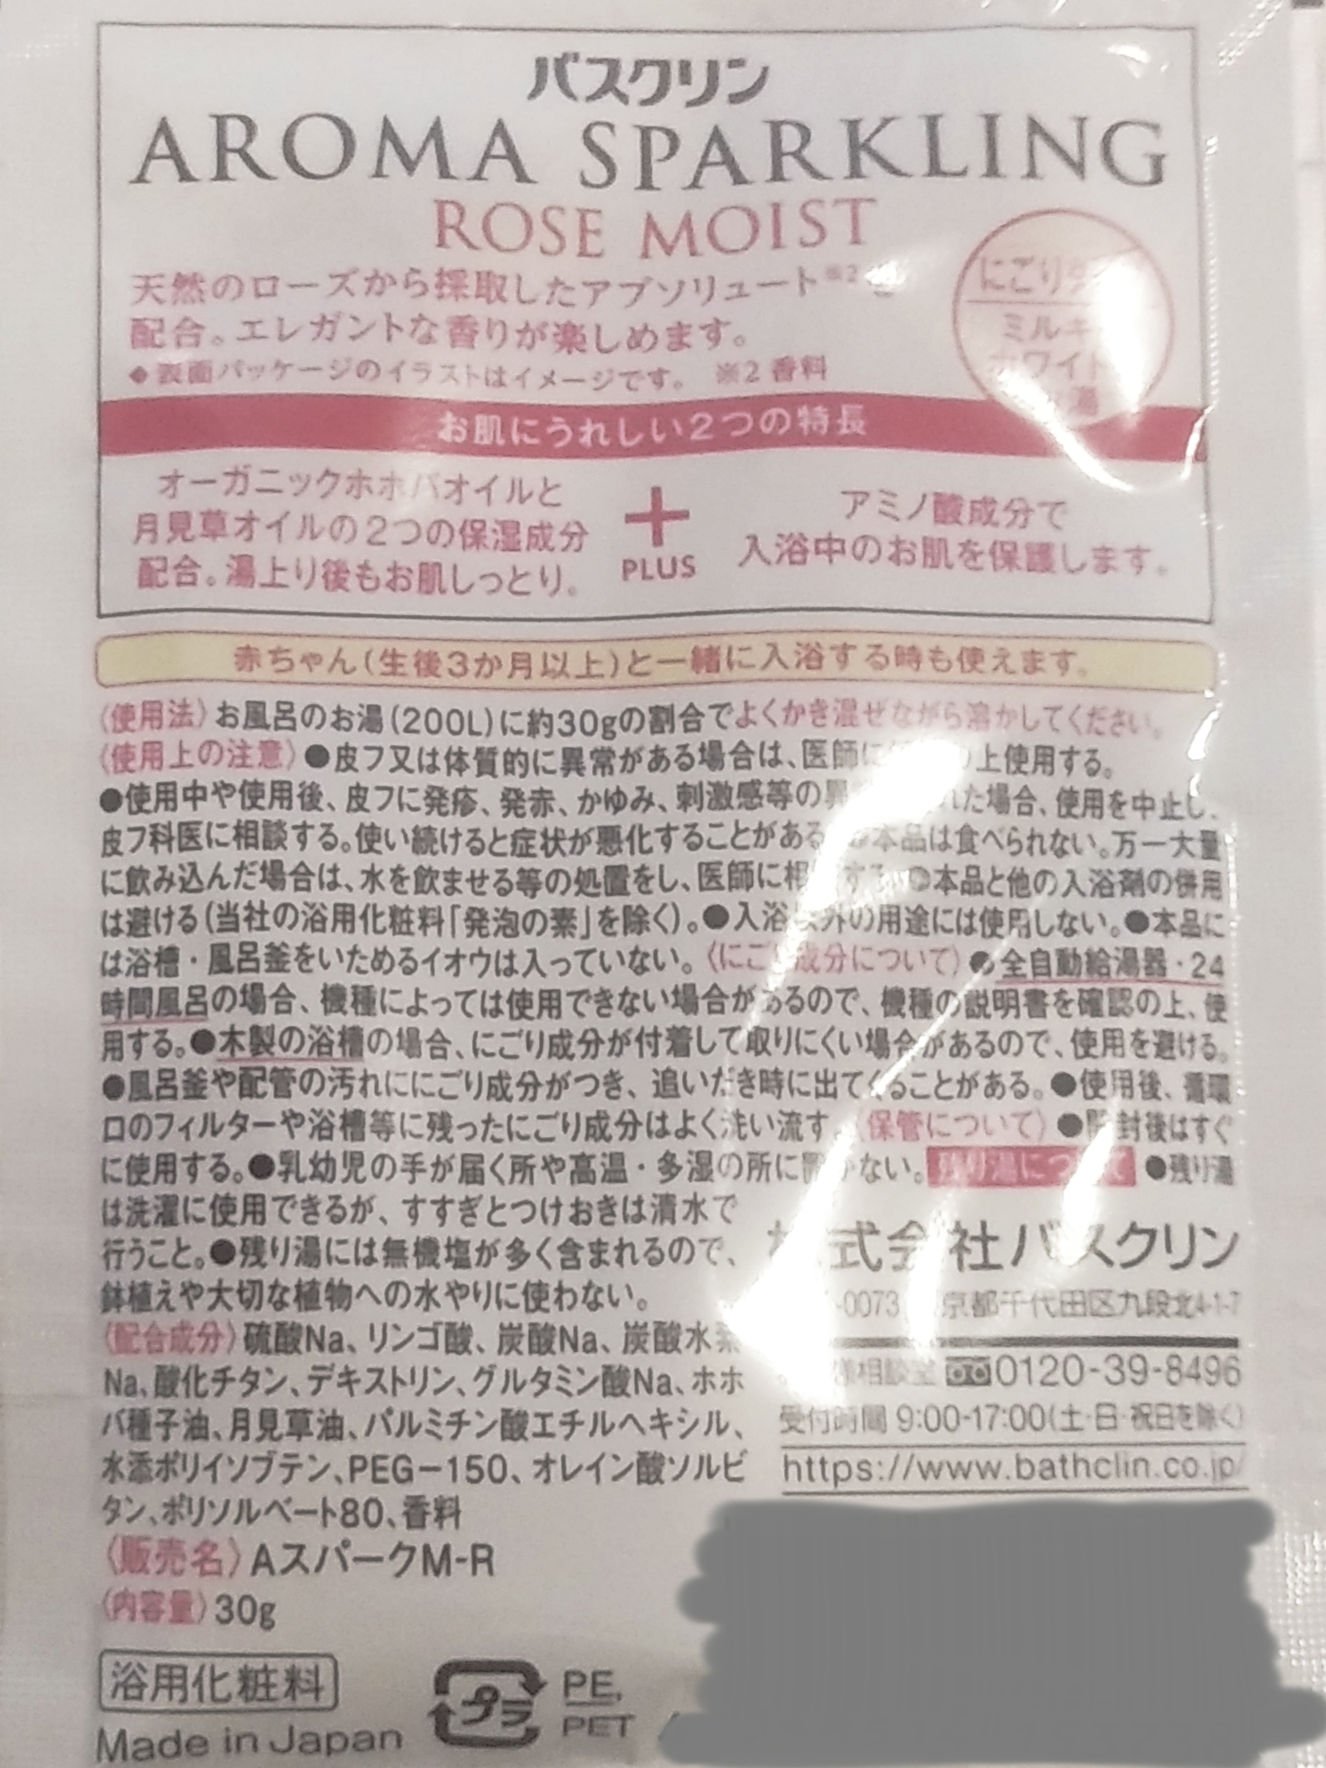 バスクリン
AROMA SPARKLING
ROSE MOIST
天然のローズから採取したアブソリュート※2を
配合。エレガントな香りが楽しめます。
◆表面パッケージのイラストはイメージです。 ※2 香料
にごり
ミルキー
ホワイト
湯
お肌にうれしい2つの特長
オーガニックホホバオイルと
月見草オイルの2つの保湿成分
配合。湯上り後もお肌しっとり。
+
PLUS
アミノ酸成分で
入浴中のお肌を保護します。
赤ちゃん(生後3か月以上)と一緒に入浴する時も使えます。
〈使用法〉お風呂のお湯(200L)に約30gの割合でよくかき混ぜながら溶かしてください。
〈使用上の注意〉●皮フ又は体質的に異常がある場合は、医師に 上使用する。
●使用中や使用後、皮フに発疹、発赤、かゆみ、刺激感等の異 れた場合、使用を中止し、
皮フ科医に相談する。使い続けると症状が悪化することがある ●本品は食べられない。万一大量
に飲み込んだ場合は、水を飲ませる等の処置をし、医師に相 する ●本品と他の入浴剤の併用
は避ける(当社の浴用化粧料「発泡の素」を除く)。●入浴以外の用途には使用しない。●本品に
は浴槽・風呂釜をいためるイオウは入っていない。〈にごり成分について〉●全自動給湯器・24
時間風呂の場合、機種によっては使用できない場合があるので、機種の説明書を確認の上、使
用する。●木製の浴槽の場合、にごり成分が付着して取りにくい場合があるので、使用を避ける。
●風呂釜や配管の汚れににごり成分がつき、追いだき時に出てくることがある。●使用後、循環
口のフィルターや浴槽等に残ったにごり成分はよく洗い流す。〈保管について〉●開封後はすぐ
に使用する。●乳幼児の手が届く所や高温・多湿の所に置かない。残り湯について ●残り湯
は洗濯に使用できるが、すすぎとつけおきは清水で
行うこと。●残り湯には無機塩が多く含まれるので、
鉢植えや大切な植物への水やりに使わない。
〈配合成分〉硫酸Na、リンゴ酸、炭酸Na、炭酸水素
Na、酸化チタン、デキストリン、グルタミン酸Na、ホホ
バ種子油、月見草油、パルミチン酸エチルヘキシル、
水添ポリイソブテン、PEG-150、オレイン酸ソルビ
タン、ポリソルベート80、香料
〈販売名〉AスパークM-R
〈内容量〉30g
株式会社バスクリン
-0073 京都千代田区九段北4-1-7
様相談室 0120-39-8496
受付時間 9:00-17:00(土・日・祝日を除く)
https://www.bathclin.co.jp/
浴用化粧料
Made in Japan
プラ
PE,
PET